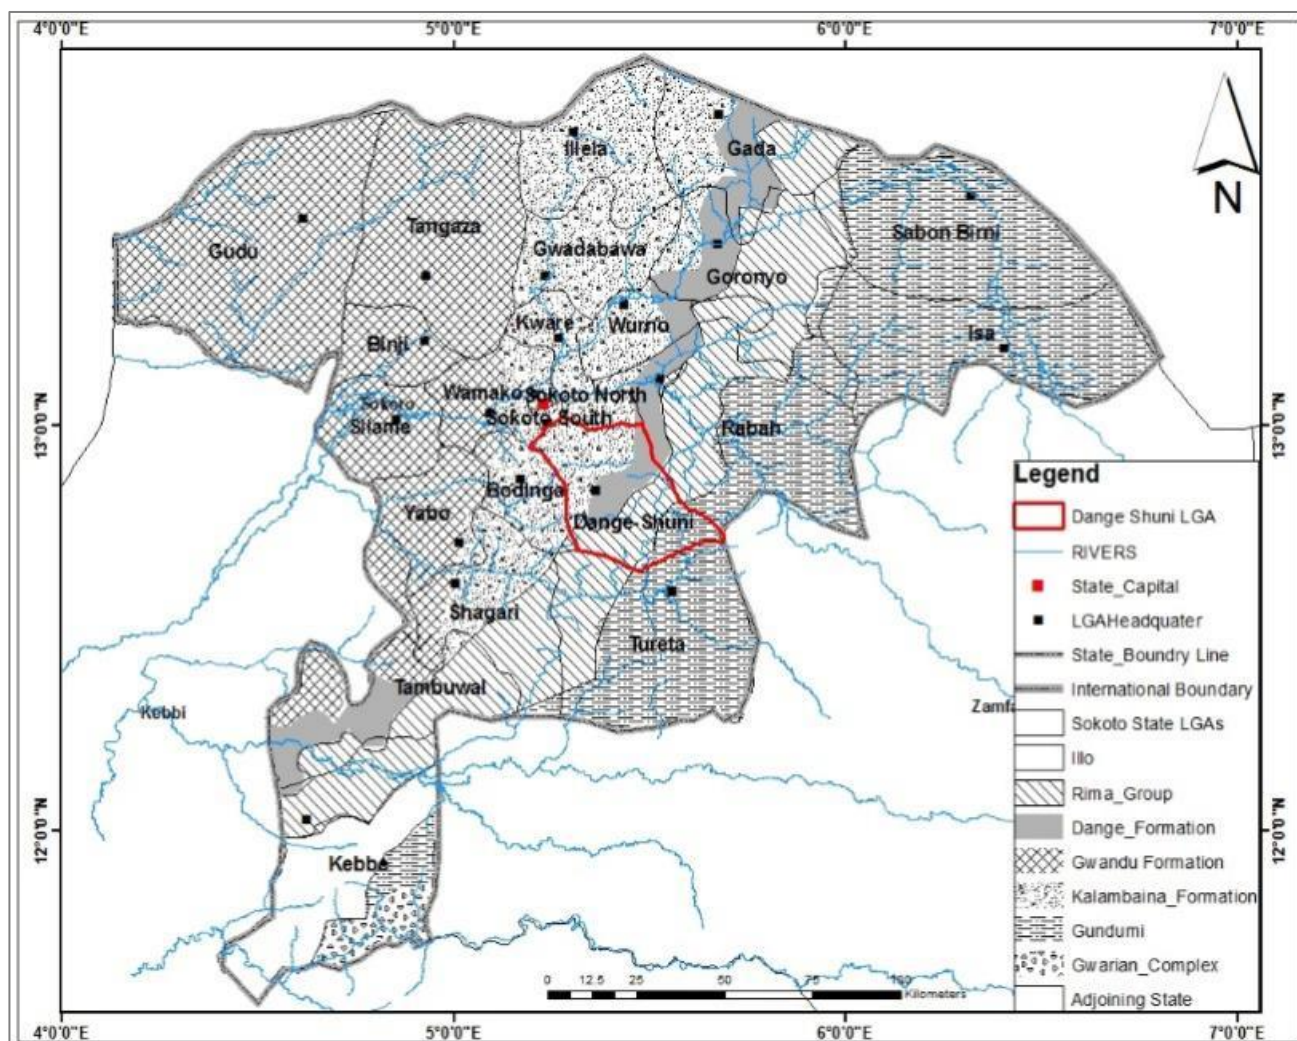 4°0'0"E 5°0'0"E 6°0'0"E 7°0'0"E
N
Illela
Gada
Tangaza
Gudu
Gwadabawa
Sabon Birni
Goronyo
Kware
Wurno
Isa
Binji
Wamako
Sokoto North
Sokoto
Silame
Sokoto South
Rabah
13°0'0"N
13°0'0"N
Bodinga
Yabo
Dange-Shuni
Shagari
Tureta
Tambuwal
Kebbi
Zamfa
12°0'0"N
12°0'0"N
Kebbe
Legend
Dange Shuni LGA
RIVERS
State_Capital
LGAHeadquater
State_Boundry Line
International Boundary
Sokoto State LGAs
Illo
Rima_Group
Dange_Formation
Gwandu Formation
Kalambaina_Formation
Gundumi
Gwarian_Complex
Adjoining State
0 12.5 25 50 75 100
Kilometers
4°0'0"E 5°0'0"E 6°0'0"E 7°0'0"E